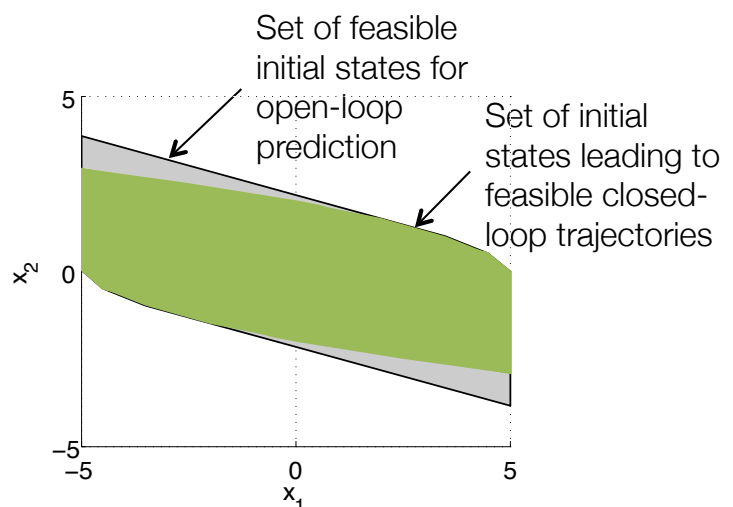 Set of feasible
initial states for
open-loop
prediction
Set of initial
states leading to
feasible closed-
loop trajectories
5
0
−5
x2
−5
0
5
x1